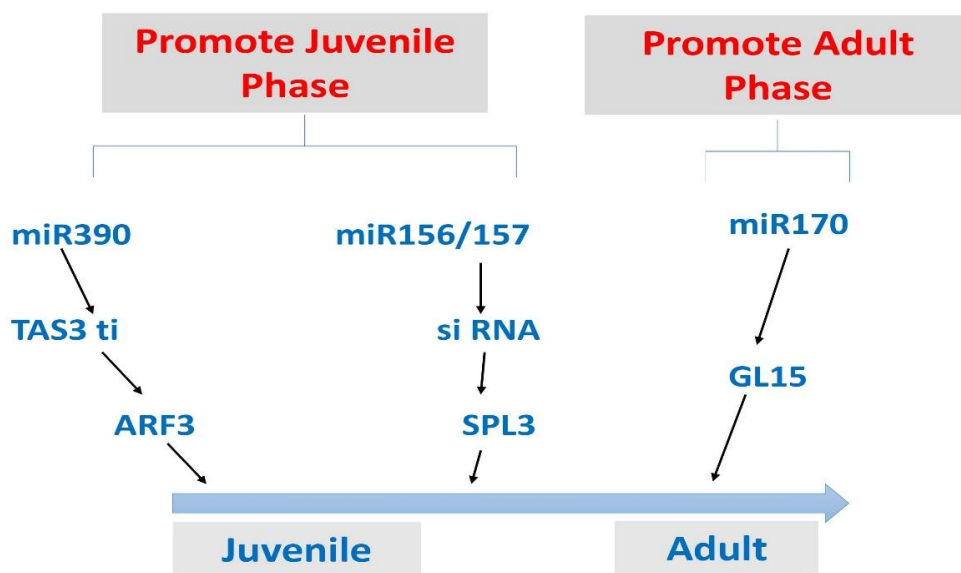 Promote Juvenile
Phase
Promote Adult
Phase
miR390
miR156/157
miR170
TAS3 ti
si RNA
GL15
ARF3
SPL3
Juvenile
Adult